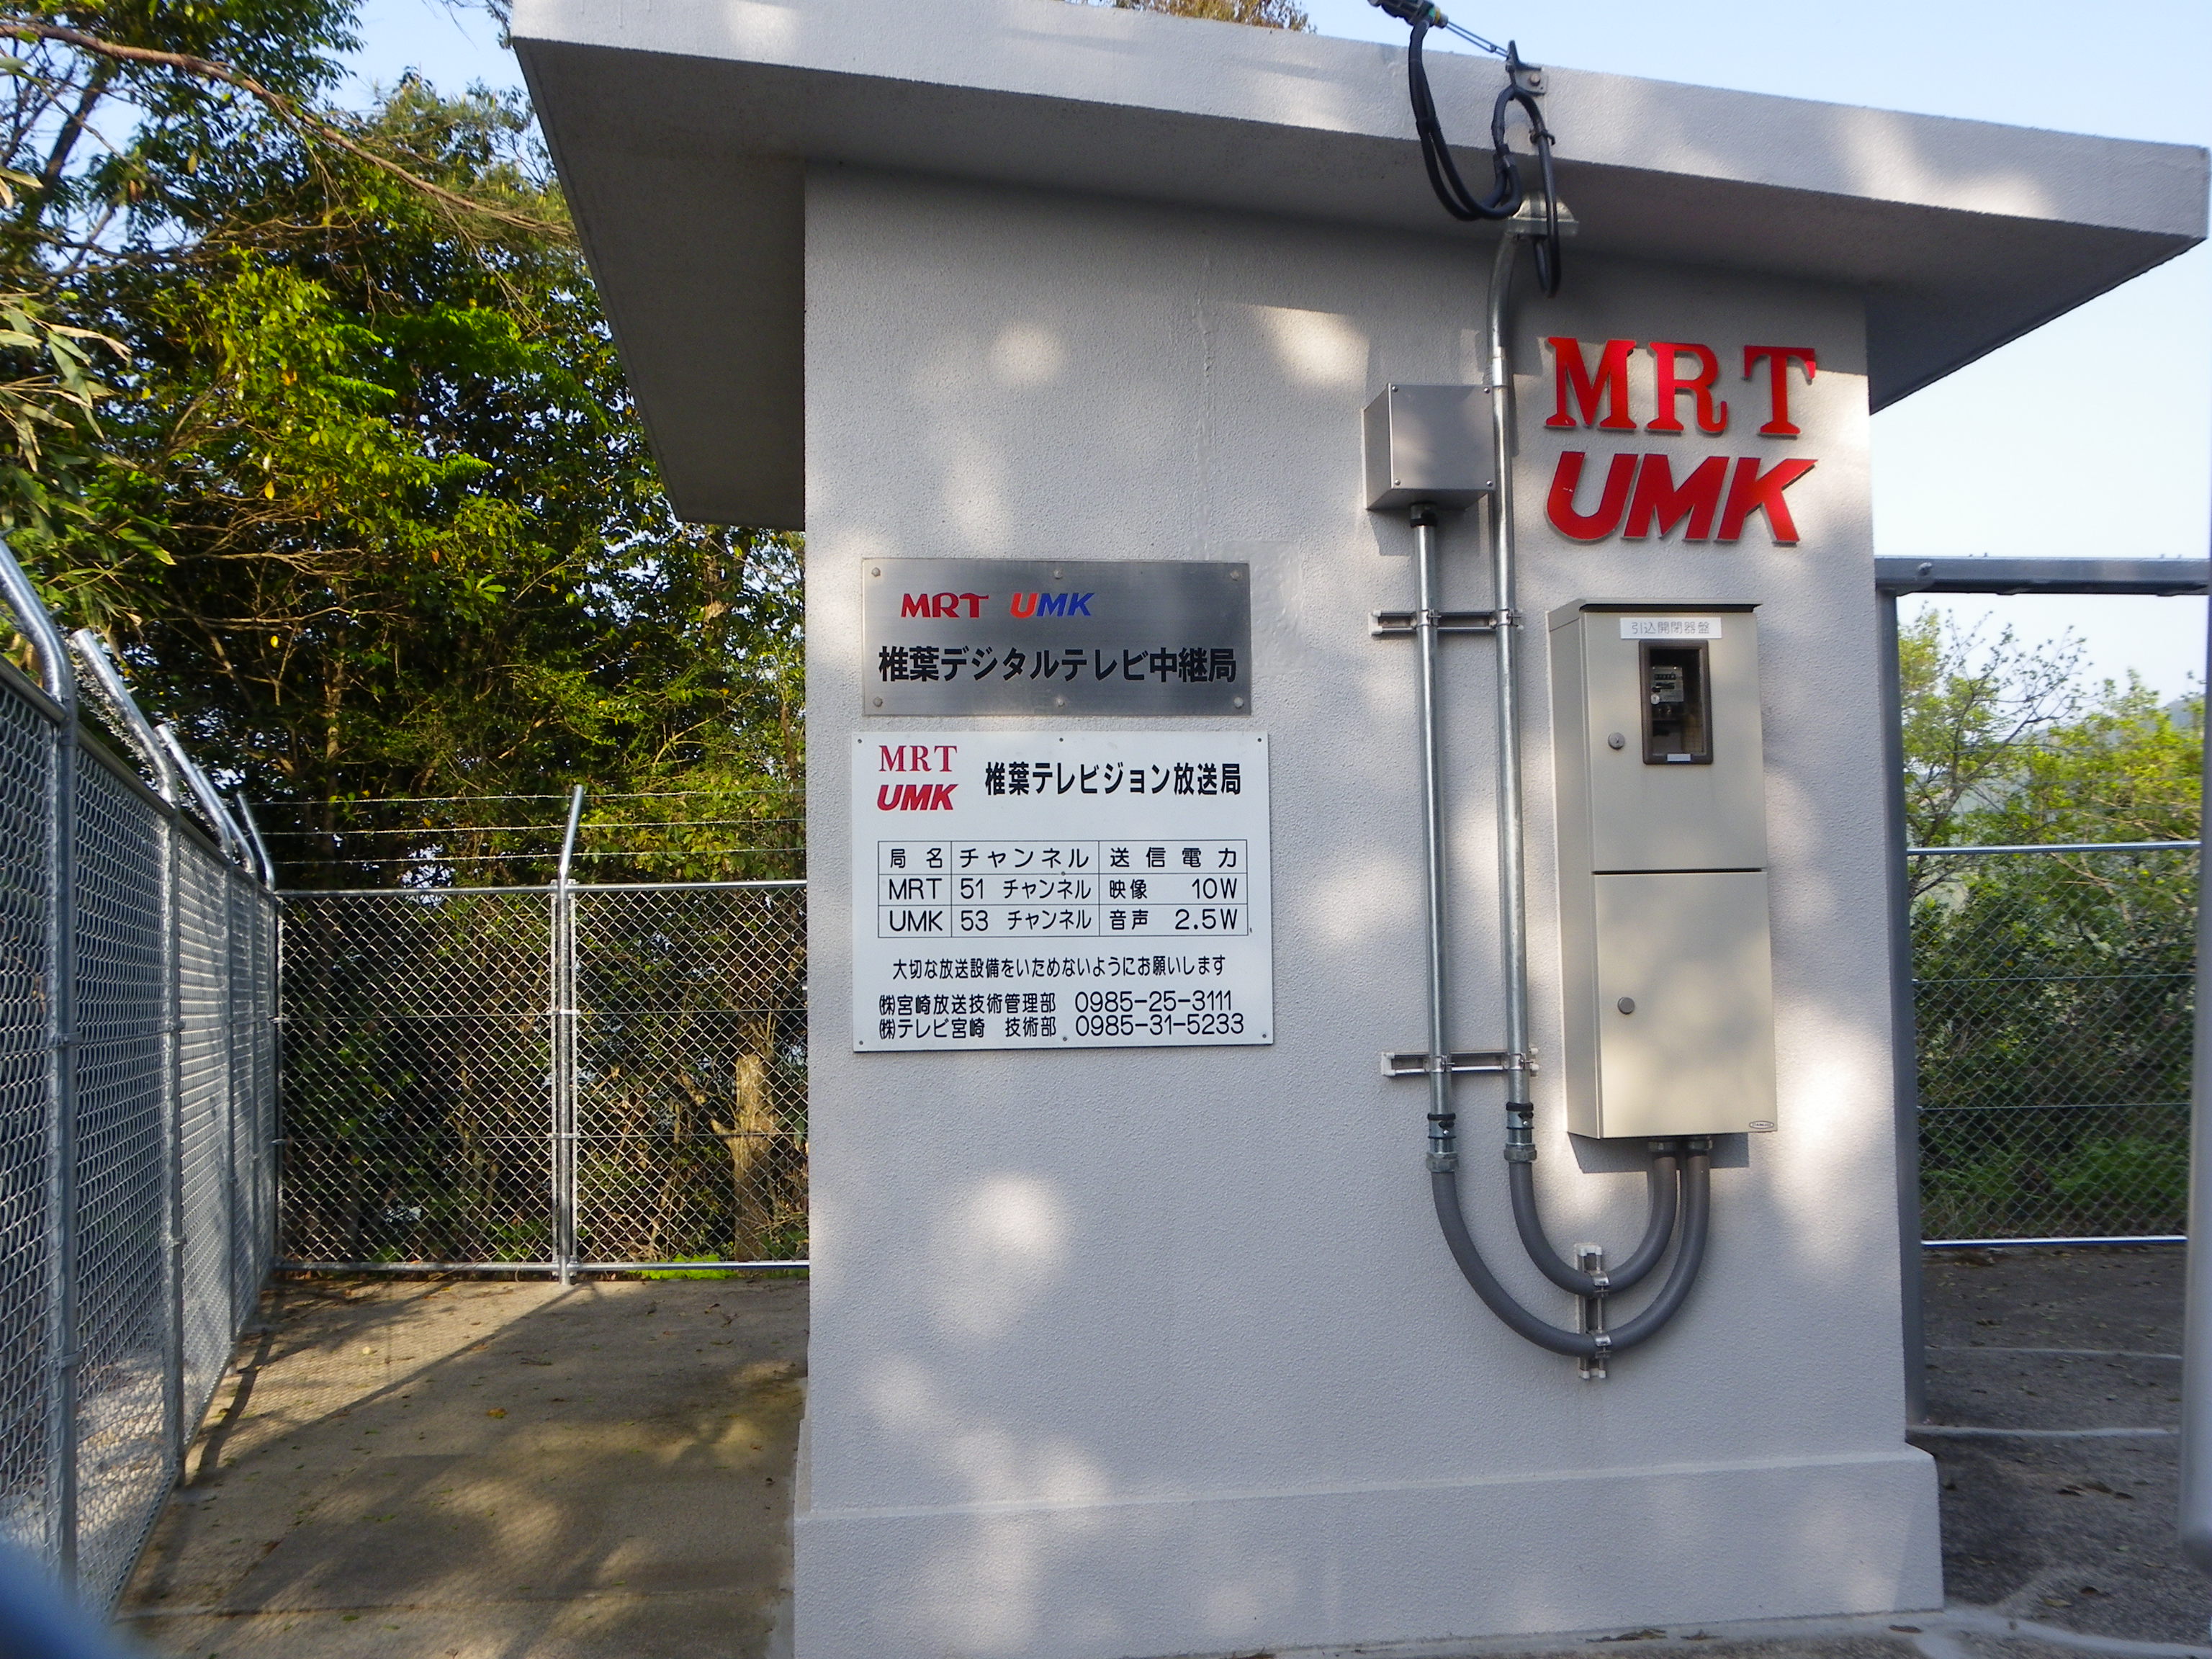 MRT
UMK
引込開閉器盤
MRT UMK
椎葉デジタルテレビ中継局
MRT
UMK
椎葉テレビジョン放送局
局名 チャンネル 送信電力
MRT 51 チャンネル 映像 10W
UMK 53 チャンネル 音声 2.5W
大切な放送設備をいためないようにお願いします
㈱宮崎放送技術管理部 0985-25-3111
㈱テレビ宮崎 技術部 0985-31-5233